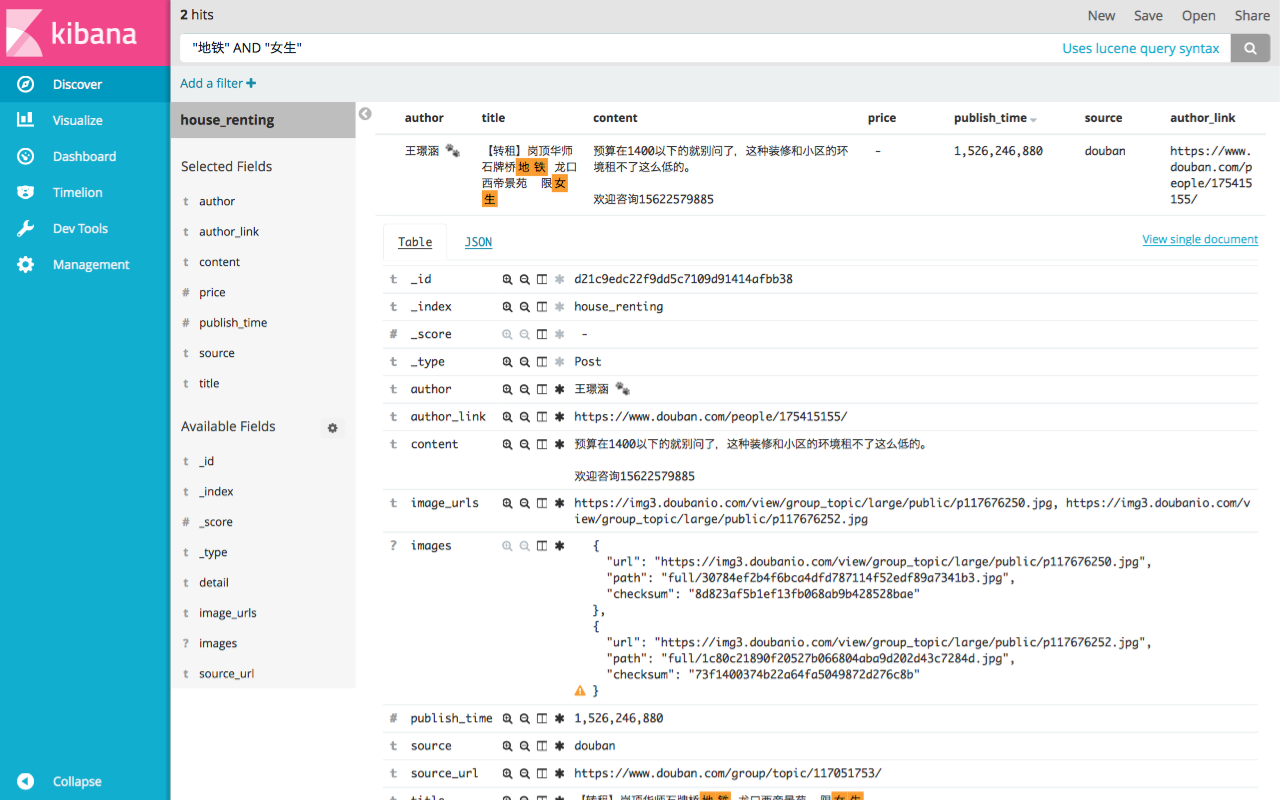 kibana
Discover
Visualize
Dashboard
Timelion
Dev Tools
Management
Collapse
2 hits
New Save Open Share
"地铁" AND "女生"
Uses lucene query syntax
Add a filter
house_renting
Selected Fields
t author
t author_link
t content
# price
# publish_time
t source
t title
Available Fields
t _id
t _index
# _score
t _type
t detail
t image_urls
? images
t source_url
author title content price publish_time source author_link
王璟涵
【转租】岗顶华师
石牌桥地铁 龙口
西帝景苑 限女
生
预算在1400以下的就别问了，这种装修和小区的环
境租不了这么低的。
欢迎咨询15622579885
-
1,526,246,880
douban
https://www.
douban.com/p
eople/175415
155/
Table JSON
View single document
t _id d21c9edc22f9dd5c7109d91414afbb38
t _index house_renting
# _score -
t _type Post
t author 王璟涵
t author_link https://www.douban.com/people/175415155/
t content 预算在1400以下的就别问了，这种装修和小区的环境租不了这么低的。
欢迎咨询15622579885
t image_urls https://img3.doubanio.com/view/group_topic/large/public/p117676250.jpg, https://img3.doubanio.com/v
iew/group_topic/large/public/p117676252.jpg
? images {
"url": "https://img3.doubanio.com/view/group_topic/large/public/p117676250.jpg",
"path": "full/30784ef2b4f6bca4dfd787114f52edf89a7341b3.jpg",
"checksum": "8d823af5b1ef13fb068ab9b428528bae"
},
{
"url": "https://img3.doubanio.com/view/group_topic/large/public/p117676252.jpg",
"path": "full/1c80c21890f20527b066804aba9d202d43c7284d.jpg",
"checksum": "73f1400374b22a64fa5049872d276c8b"
}
# publish_time 1,526,246,880
t source douban
t source_url https://www.douban.com/group/topic/117051753/
t title 【转租】岗顶华师石牌桥地铁 龙口西帝景苑 限女生